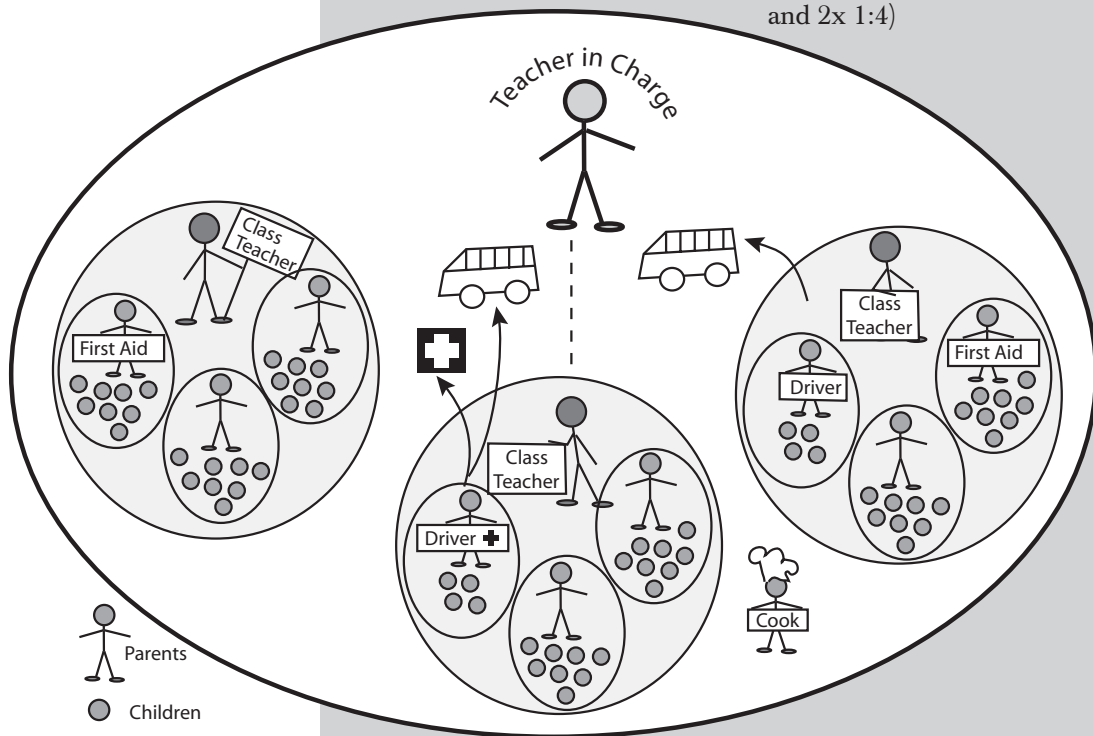 and 2x 1:4)
Teacher in Charge
Class
Teacher
First Aid
Class
Teacher
First Aid
Driver
Class
Teacher
Driver +
Cook
Parents
Children